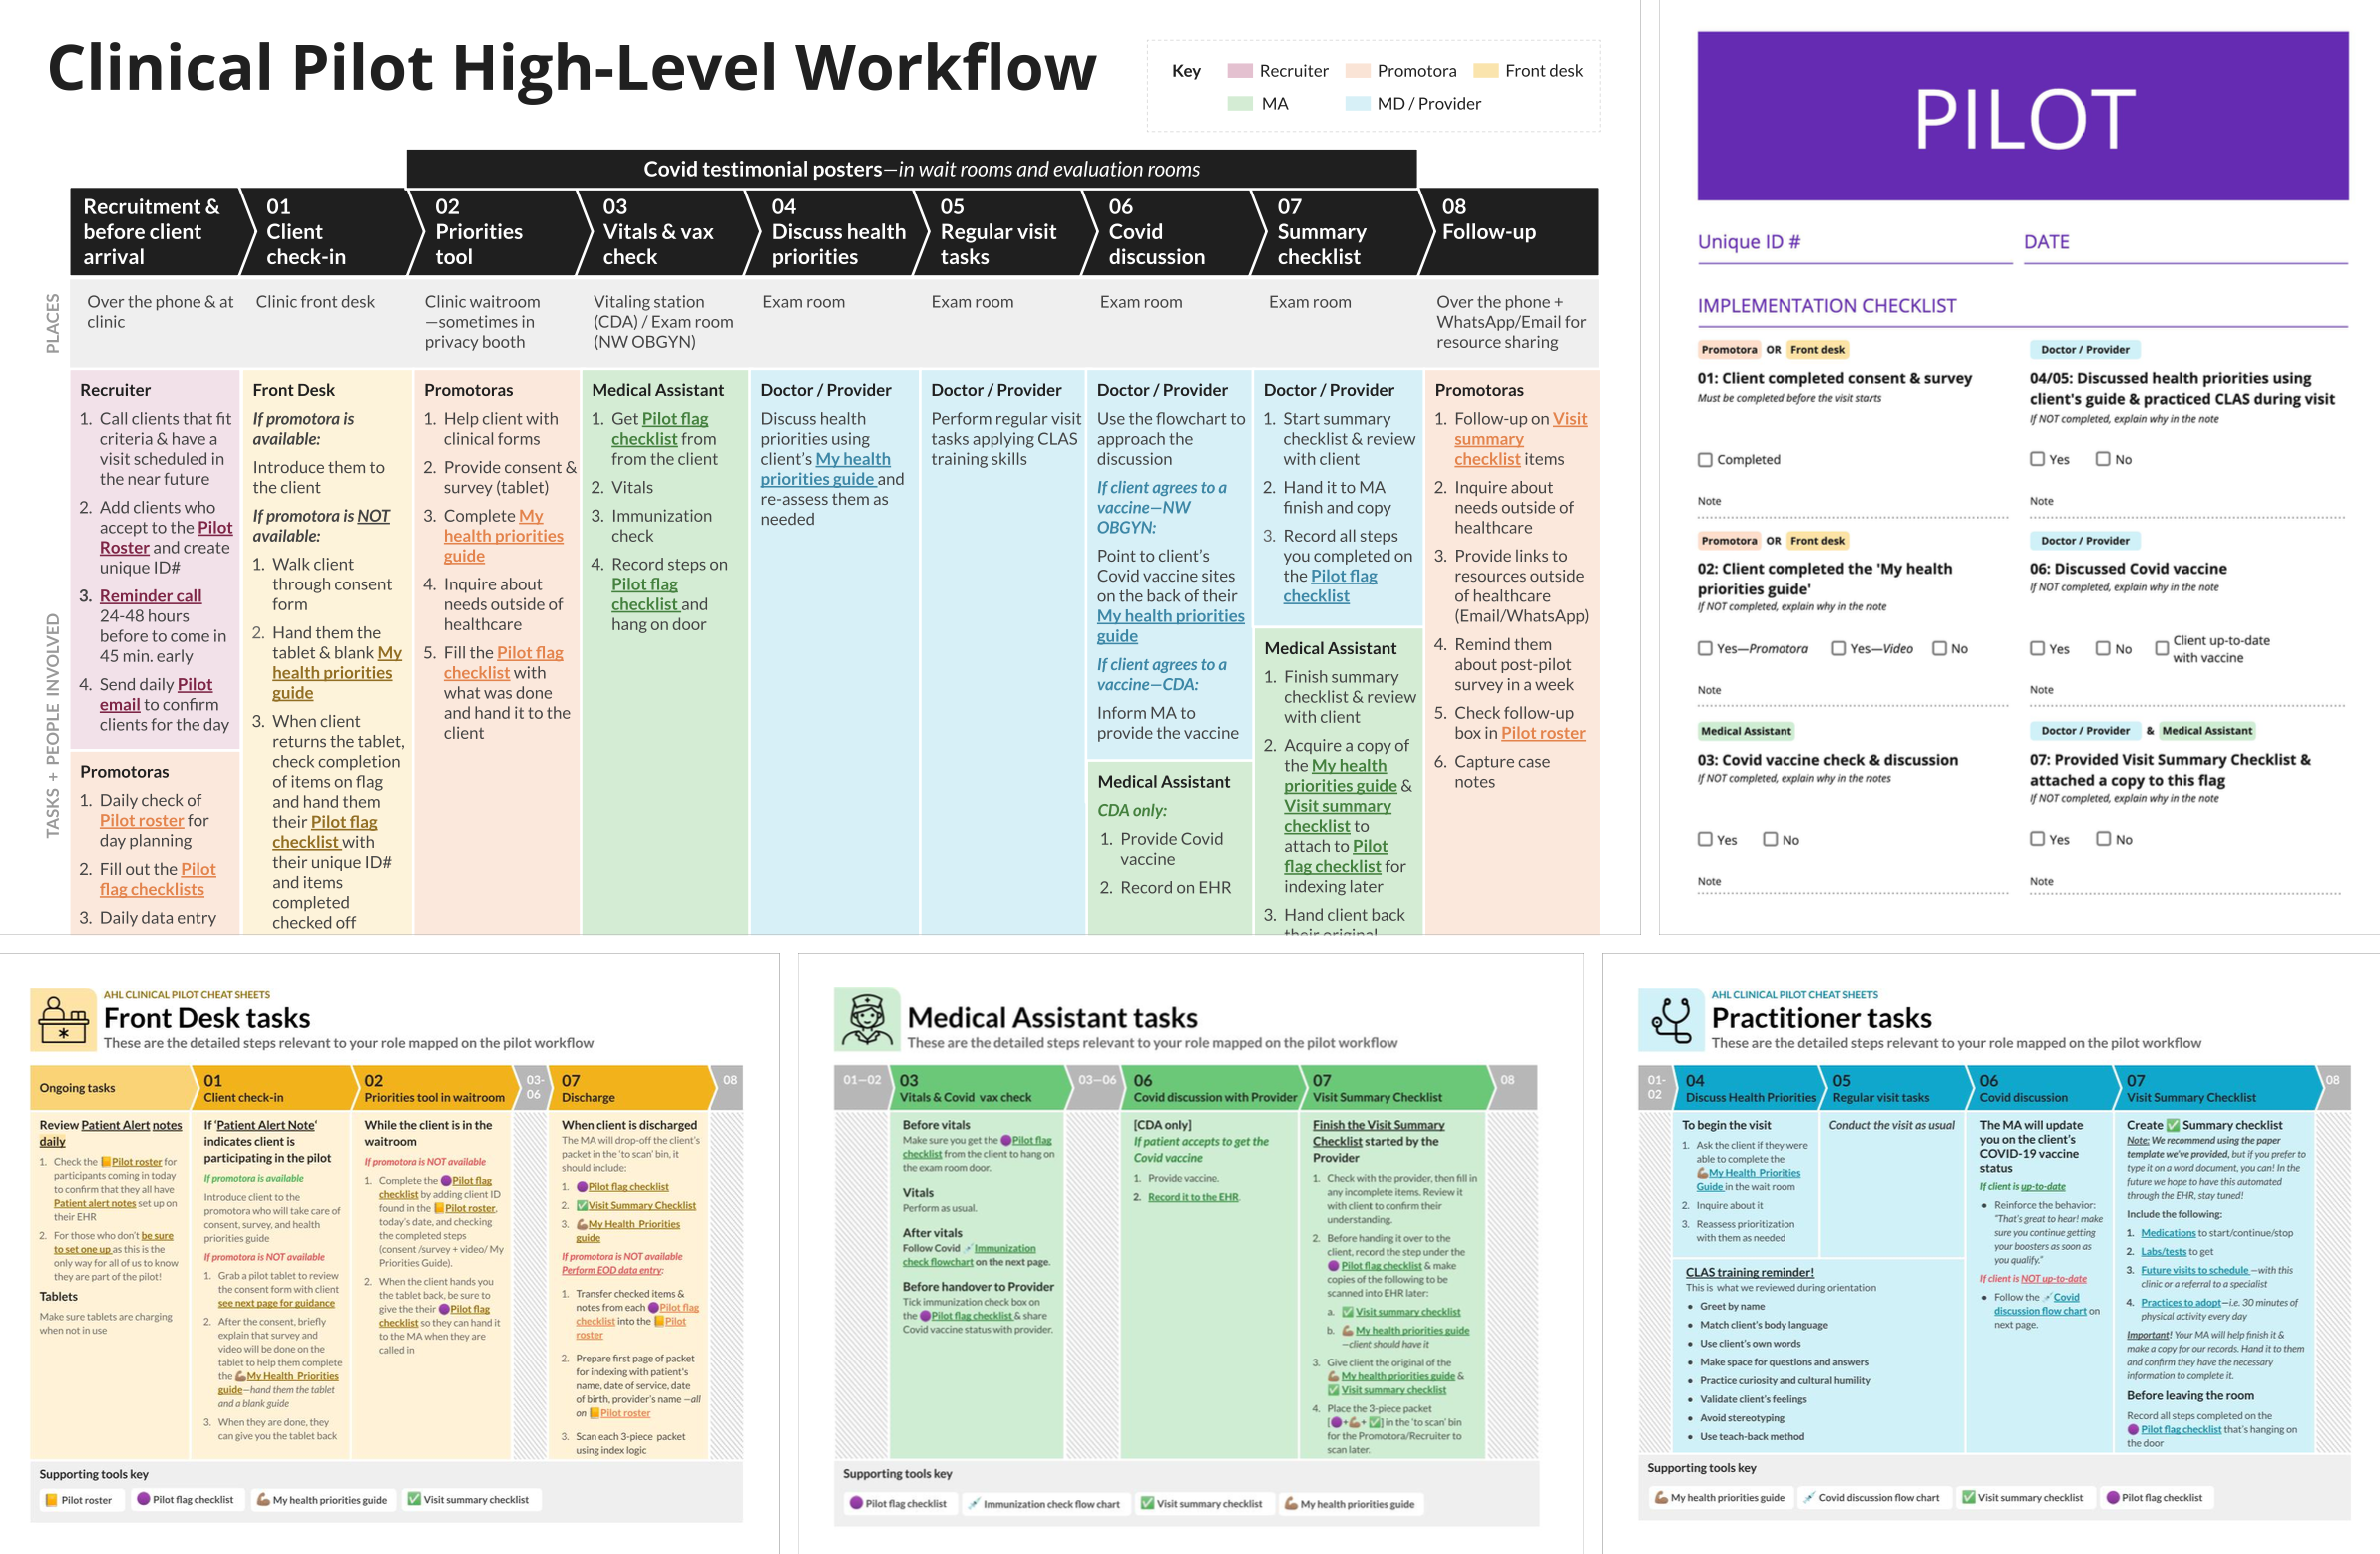 Clinical Pilot High-Level Workflow
Key
Recruiter
Promotora
Front desk
MA
MD / Provider
Covid testimonial posters—in wait rooms and evaluation rooms
Recruitment &
before client
arrival
01
Client
check-in
02
Priorities
tool
03
Vitals & vax
check
04
Discuss health
priorities
05
Regular visit
tasks
06
Covid
discussion
07
Summary
checklist
08
Follow-up
PLACES
Over the phone & at
clinic
Clinic front desk
Clinic waitroom
—sometimes in
privacy booth
Vitaling station
(CDA) / Exam room
(NW OBGYN)
Exam room
Exam room
Exam room
Exam room
Over the phone +
WhatsApp/Email for
resource sharing
TASKS + PEOPLE INVOLVED
Recruiter
1. Call clients that fit
criteria & have a
visit scheduled in
the near future
2. Add clients who
accept to the Pilot
Roster and create
unique ID#
3. Reminder call
24-48 hours
before to come in
45 min. early
4. Send daily Pilot
email to confirm
clients for the day
Promotoras
1. Daily check of
Pilot roster for
day planning
2. Fill out the Pilot
flag checklists
3. Daily data entry
Front Desk
If promotora is
available:
Introduce them to
the client
If promotora is NOT
available:
1. Walk client
through consent
form
2. Hand them the
tablet & blank My
health priorities
guide
3. When client
returns the tablet,
check completion
of items on flag
and hand them
their Pilot flag
checklist with
their unique ID#
and items
completed
checked off
Promotoras
1. Help client with
clinical forms
2. Provide consent &
survey (tablet)
3. Complete My
health priorities
guide
4. Inquire about
needs outside of
healthcare
5. Fill the Pilot flag
checklist with
what was done
and hand it to the
client
Medical Assistant
1. Get Pilot flag
checklist from
from the client
2. Vitals
3. Immunization
check
4. Record steps on
Pilot flag
checklist and
hang on door
Doctor / Provider
Discuss health
priorities using
client's My health
priorities guide and
re-assess them as
needed
Doctor / Provider
Perform regular visit
tasks applying CLAS
training skills
Doctor / Provider
Use the flowchart to
approach the
discussion
If client agrees to a
vaccine—NW
OBGYN:
Point to client's
Covid vaccine sites
on the back of their
My health priorities
guide
If client agrees to a
vaccine—CDA:
Inform MA to
provide the vaccine
Medical Assistant
CDA only:
1. Provide Covid
vaccine
2. Record on EHR
Doctor / Provider
1. Start summary
checklist & review
with client
2. Hand it to MA
finish and copy
3. Record all steps
you completed on
the Pilot flag
checklist
Medical Assistant
1. Finish summary
checklist & review
with client
2. Acquire a copy of
the My health
priorities guide &
Visit summary
checklist to
attach to Pilot
flag checklist for
indexing later
3. Hand client back
their original
Promotoras
1. Follow-up on Visit
summary
checklist items
2. Inquire about
needs outside of
healthcare
3. Provide links to
resources outside
of healthcare
(Email/WhatsApp)
4. Remind them
about post-pilot
survey in a week
5. Check follow-up
box in Pilot roster
6. Capture case
notes
PILOT
Unique ID #
DATE
IMPLEMENTATION CHECKLIST
Promotora OR Front desk
01: Client completed consent & survey
Must be completed before the visit starts
Completed
Note
Promotora OR Front desk
02: Client completed the 'My health
priorities guide'
If NOT completed, explain why in the note
Yes—Promotora Yes—Video No
Note
Medical Assistant
03: Covid vaccine check & discussion
If NOT completed, explain why in the notes
Yes No
Note
Doctor / Provider
04/05: Discussed health priorities using
client's guide & practiced CLAS during visit
If NOT completed, explain why in the note
Yes No
Note
Doctor / Provider
06: Discussed Covid vaccine
If NOT completed, explain why in the note
Yes No Client up-to-date
with vaccine
Note
Doctor / Provider & Medical Assistant
07: Provided Visit Summary Checklist &
attached a copy to this flag
If NOT completed, explain why in the note
Yes No
Note
AHL CLINICAL PILOT CHEAT SHEETS
Front Desk tasks
These are the detailed steps relevant to your role mapped on the pilot workflow
Ongoing tasks
01
Client check-in
02
Priorities tool in waitroom
03-
06
07
Discharge
08
Review Patient Alert notes
daily
1. Check the Pilot roster for
participants coming in today
to confirm that they all have
Patient alert notes set up on
their EHR
2. For those who don't be sure
to set one up as this is the
only way for all of us to know
they are part of the pilot!
Tablets
Make sure tablets are charging
when not in use
If 'Patient Alert Note'
indicates client is
participating in the pilot
If promotora is available
Introduce client to the
promotora who will take care of
consent, survey, and health
priorities guide
If promotora is NOT available
1. Grab a pilot tablet to review
the consent form with client
see next page for guidance
2. After the consent, briefly
explain that survey and
video will be done on the
tablet to help them complete
the My Health Priorities
guide—hand them the tablet
and a blank guide
3. When they are done, they
can give you the tablet back
While the client is in the
waitroom
If promotora is NOT available
1. Complete the Pilot flag
checklist by adding client ID
found in the Pilot roster,
today's date, and checking
the completed steps
(consent /survey + video/ My
Priorities Guide).
2. When the client hands you
the tablet back, be sure to
give the their Pilot flag
checklist so they can hand it
to the MA when they are
called in
When client is discharged
The MA will drop-off the client's
packet in the 'to scan' bin, it
should include:
1. Pilot flag checklist
2. Visit Summary Checklist
3. My Health Priorities
guide
If promotora is NOT available
Perform EOD data entry:
1. Transfer checked items &
notes from each Pilot flag
checklist into the Pilot
roster
2. Prepare first page of packet
for indexing with patient's
name, date of service, date
of birth, provider's name —all
on Pilot roster
3. Scan each 3-piece packet
using index logic
Supporting tools key
Pilot roster
Pilot flag checklist
My health priorities guide
Visit summary checklist
Medical Assistant tasks
These are the detailed steps relevant to your role mapped on the pilot workflow
01—02
03
Vitals & Covid vax check
03—06
06
Covid discussion with Provider
07
Visit Summary Checklist
08
Before vitals
Make sure you get the Pilot flag
checklist from the client to hang on
the exam room door.
Vitals
Perform as usual.
After vitals
Follow Covid Immunization
check flowchart on the next page.
Before handover to Provider
Tick immunization check box on
the Pilot flag checklist & share
Covid vaccine status with provider.
[CDA only]
If patient accepts to get the
Covid vaccine
1. Provide vaccine.
2. Record it to the EHR.
Finish the Visit Summary
Checklist started by the
Provider
1. Check with the provider, then fill in
any incomplete items. Review it
with client to confirm their
understanding.
2. Before handing it over to the
client, record the step under the
Pilot flag checklist & make
copies of the following to be
scanned into EHR later:
a. Visit summary checklist
b. My health priorities guide
—client should have it
3. Give client the original of the
My health priorities guide &
Visit summary checklist
4. Place the 3-piece packet
[ + + ] in the 'to scan' bin
for the Promotora/Recruiter to
scan later.
Supporting tools key
Pilot flag checklist
Immunization check flow chart
Visit summary checklist
My health priorities guide
AHL CLINICAL PILOT CHEAT SHEETS
Practitioner tasks
These are the detailed steps relevant to your role mapped on the pilot workflow
01-
02
04
Discuss Health Priorities
05
Regular visit tasks
06
Covid discussion
07
Visit Summary Checklist
08
To begin the visit
1. Ask the client if they were
able to complete the
My Health Priorities
Guide in the wait room
2. Inquire about it
3. Reassess prioritization
with them as needed
Conduct the visit as usual
CLAS training reminder!
This is what we reviewed during orientation
• Greet by name
• Match client's body language
• Use client's own words
• Make space for questions and answers
• Practice curiosity and cultural humility
• Validate client's feelings
• Avoid stereotyping
• Use teach-back method
The MA will update
you on the client's
COVID-19 vaccine
status
If client is up-to-date
• Reinforce the behavior:
"That's great to hear! make
sure you continue getting
your boosters as soon as
you qualify."
If client is NOT up-to-date
• Follow the Covid
discussion flow chart on
next page.
Create Summary checklist
Note: We recommend using the paper
template we've provided, but if you prefer to
type it on a word document, you can! In the
future we hope to have this automated
through the EHR, stay tuned!
Include the following:
1. Medications to start/continue/stop
2. Labs/tests to get
3. Future visits to schedule —with this
clinic or a referral to a specialist
4. Practices to adopt—i.e. 30 minutes of
physical activity every day
Important! Your MA will help finish it &
make a copy for our records. Hand it to them
and confirm they have the necessary
information to complete it.
Before leaving the room
Record all steps completed on the
Pilot flag checklist that's hanging on
the door
Supporting tools key
My health priorities guide
Covid discussion flow chart
Visit summary checklist
Pilot flag checklist